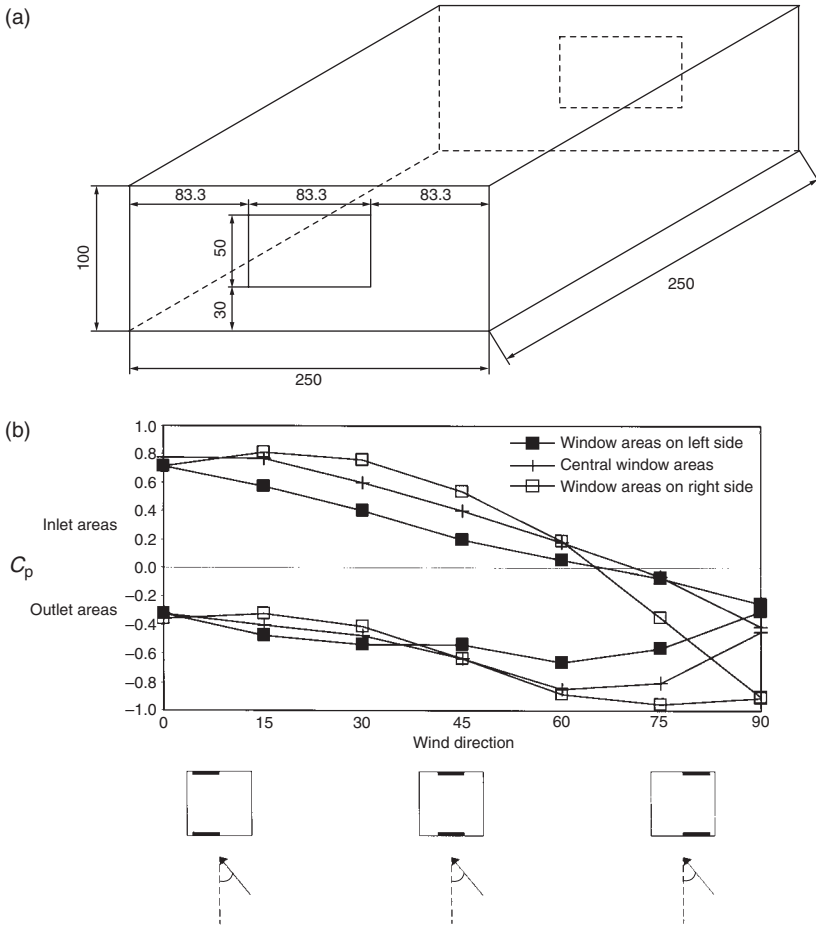 (a)
83.3 83.3 83.3
100
50
30
250
250
(b)
1.0
0.8
0.6
0.4
0.2
0.0
−0.2
−0.4
−0.6
−0.8
−1.0
Inlet areas
Cp
Outlet areas
Window areas on left side
Central window areas
Window areas on right side
0 15 30 45 60 75 90
Wind direction